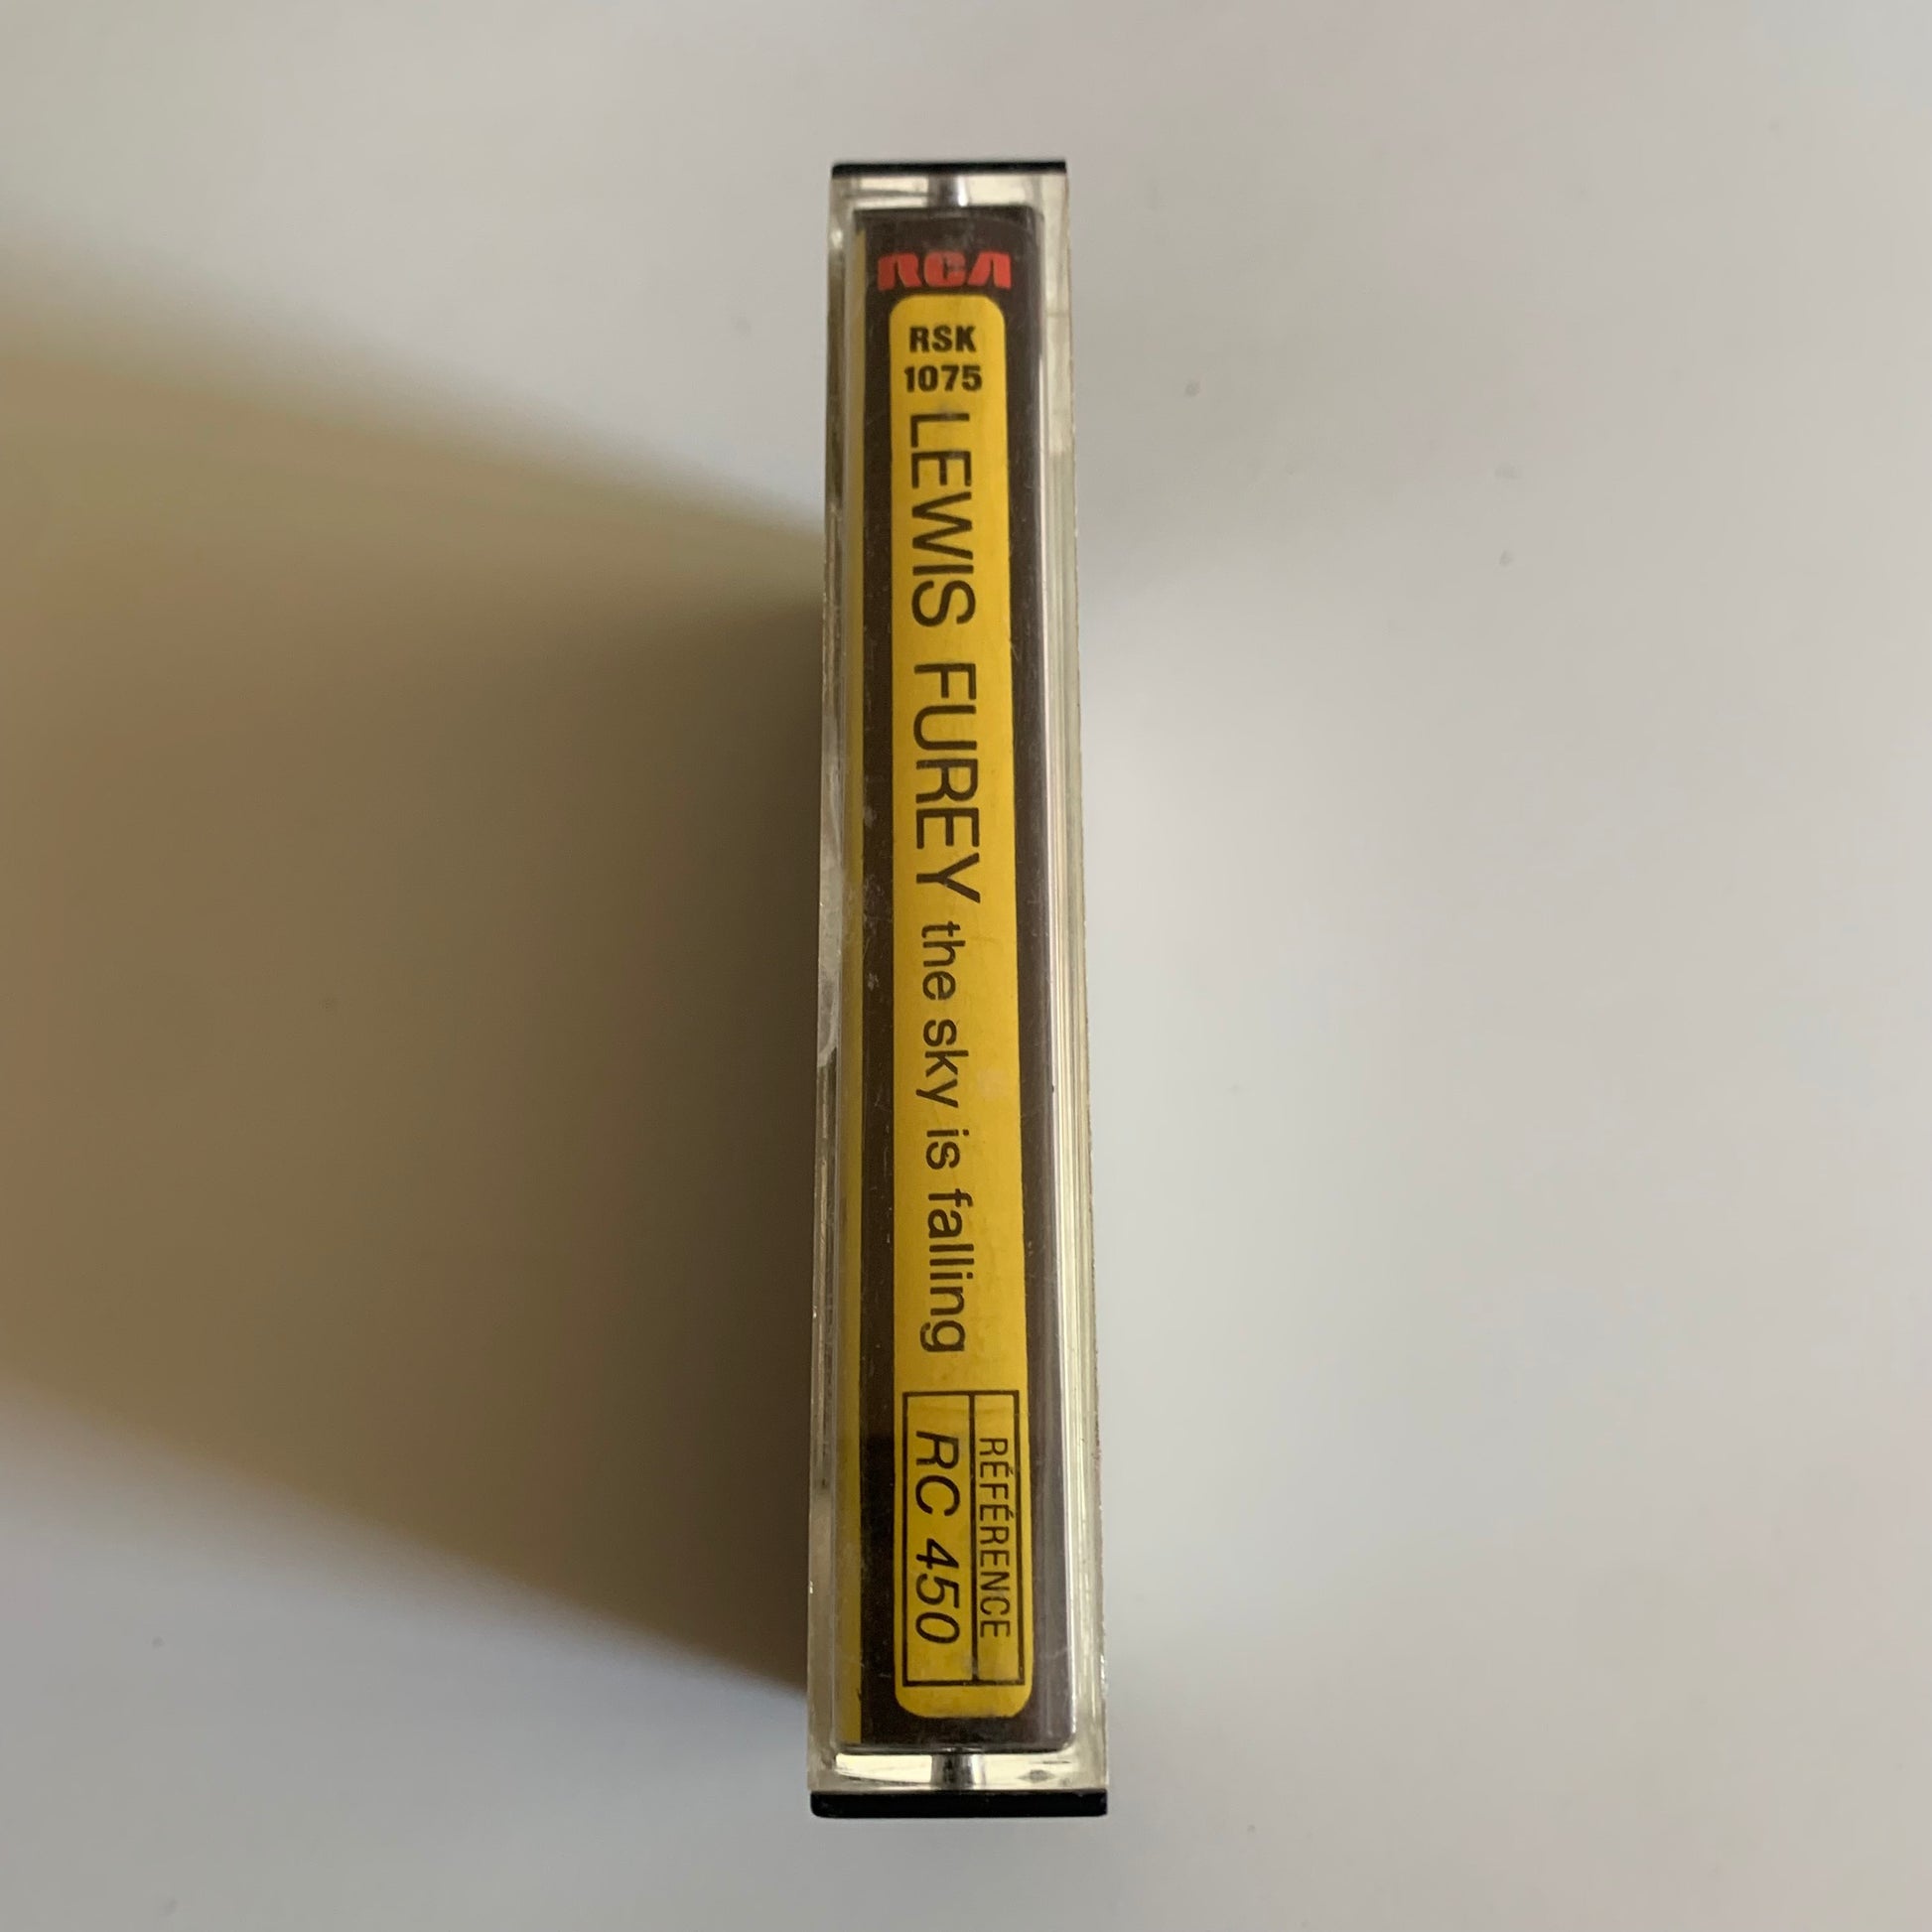 RCA
RSK
1075
LEWIS FUREY the sky is falling
RÉFÉRENCE
RC 450